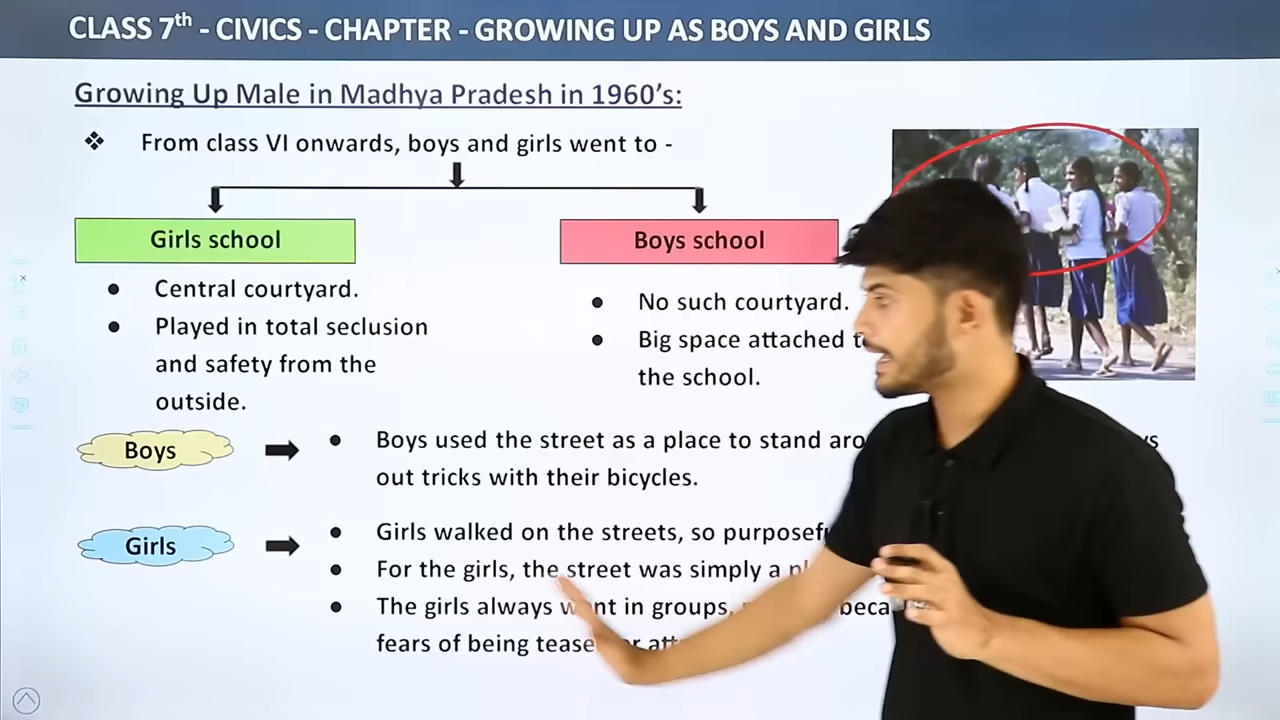 CLASS 7th - CIVICS - CHAPTER - GROWING UP AS BOYS AND GIRLS
Growing Up Male in Madhya Pradesh in 1960's:
❖ From class VI onwards, boys and girls went to -
Girls school
Boys school
● Central courtyard.
● Played in total seclusion
and safety from the
outside.
● No such courtyard.
● Big space attached
the school.
Boys
● Boys used the street as a place to stand
out tricks with their bicycles.
Girls
● Girls walked on the streets, so
● For the girls, the street was simply a
● The girls always went in groups,
fears of being